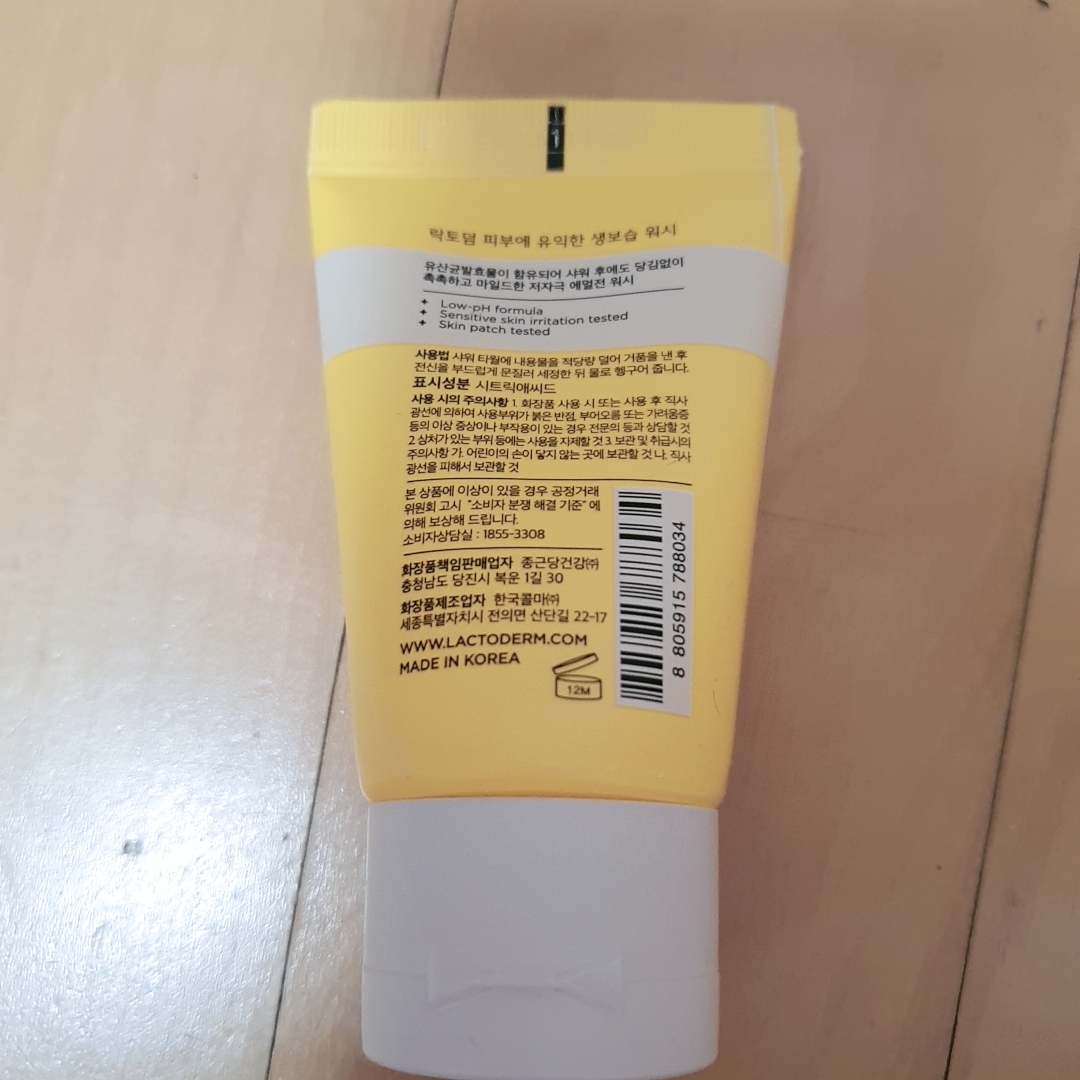 락토덤 피부에 유익한 생보습 워시
유산균발효물이 함유되어 샤워 후에도 당김없이
촉촉하고 마일드한 저자극 에멀전 워시
+ Low-pH formula
+ Sensitive skin irritation tested
+ Skin patch tested
사용법 샤워 타월에 내용물을 적당량 덜어 거품을 낸 후
전신을 부드럽게 문질러 세정한 뒤 물로 헹구어 줍니다.
표시성분 시트릭애씨드
사용 시의 주의사항 1. 화장품 사용 시 또는 사용 후 직사
광선에 의하여 사용부위가 붉은 반점, 부어오름 또는 가려움증
등의 이상 증상이나 부작용이 있는 경우 전문의 등과 상담할 것
2. 상처가 있는 부위 등에는 사용을 자제할 것 3. 보관 및 취급시의
주의사항 가. 어린이의 손이 닿지 않는 곳에 보관할 것 나. 직사
광선을 피해서 보관할 것
본 상품에 이상이 있을 경우 공정거래
위원회 고시 "소비자 분쟁 해결 기준" 에
의해 보상해 드립니다.
소비자상담실 : 1855-3308
화장품책임판매업자 종근당건강㈜
충청남도 당진시 복운 1길 30
화장품제조업자 한국콜마㈜
세종특별자치시 전의면 산단길 22-17
WWW.LACTODERM.COM
MADE IN KOREA
12M
8 805915 788034